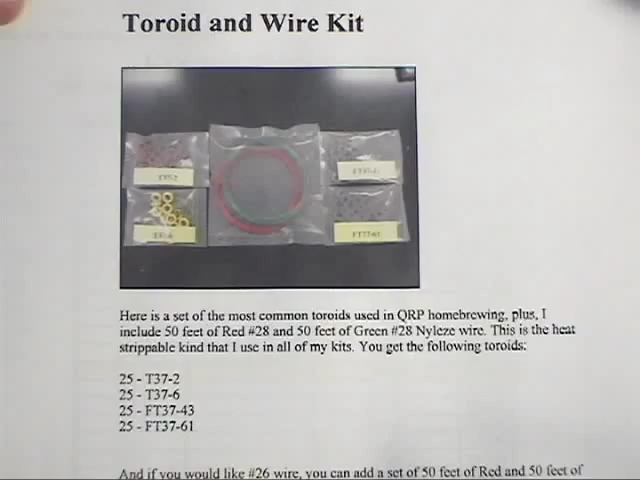 Toroid and Wire Kit
T37-2
FT37-61
Here is a set of the most common toroids used in QRP homebrewing, plus, I
include 50 feet of Red #28 and 50 feet of Green #28 Nyleze wire. This is the heat
strippable kind that I use in all of my kits. You get the following toroids:
25 - T37-2
25 - T37-6
25 - FT37-43
25 - FT37-61
And if you would like #26 wire, you can add a set of 50 feet of Red and 50 feet of